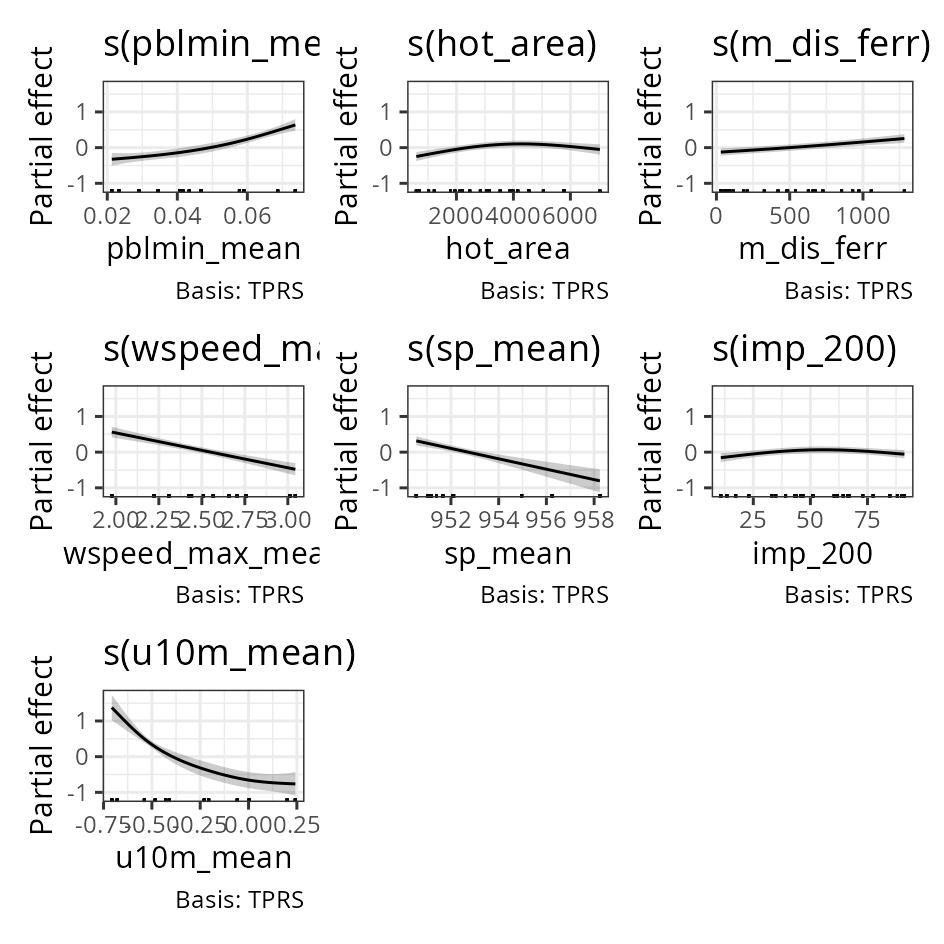 s(pblmin_me
Partial effect
1
0
-1
0.02 0.04 0.06
pblmin_mean
Basis: TPRS
s(hot_area)
Partial effect
1
0
-1
2000 4000 6000
hot_area
Basis: TPRS
s(m_dis_ferr)
Partial effect
1
0
-1
0 500 1000
m_dis_ferr
Basis: TPRS
s(wspeed_ma
Partial effect
1
0
-1
2.00 2.25 2.50 2.75 3.00
wspeed_max_mea
Basis: TPRS
s(sp_mean)
Partial effect
1
0
-1
952 954 956 958
sp_mean
Basis: TPRS
s(imp_200)
Partial effect
1
0
-1
25 50 75
imp_200
Basis: TPRS
s(u10m_mean)
Partial effect
1
0
-1
-0.75 -0.50 -0.25 0.00 0.25
u10m_mean
Basis: TPRS